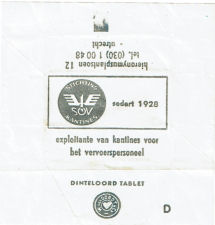 hieronymusplantsoen 12
- utrecht
tel. (030) 1 00 48
STICHTING
SOV
KANTINES
sedert 1928
exploitante van kantines voor
het vervoerspersoneel
DINTELOORD TABLET
D